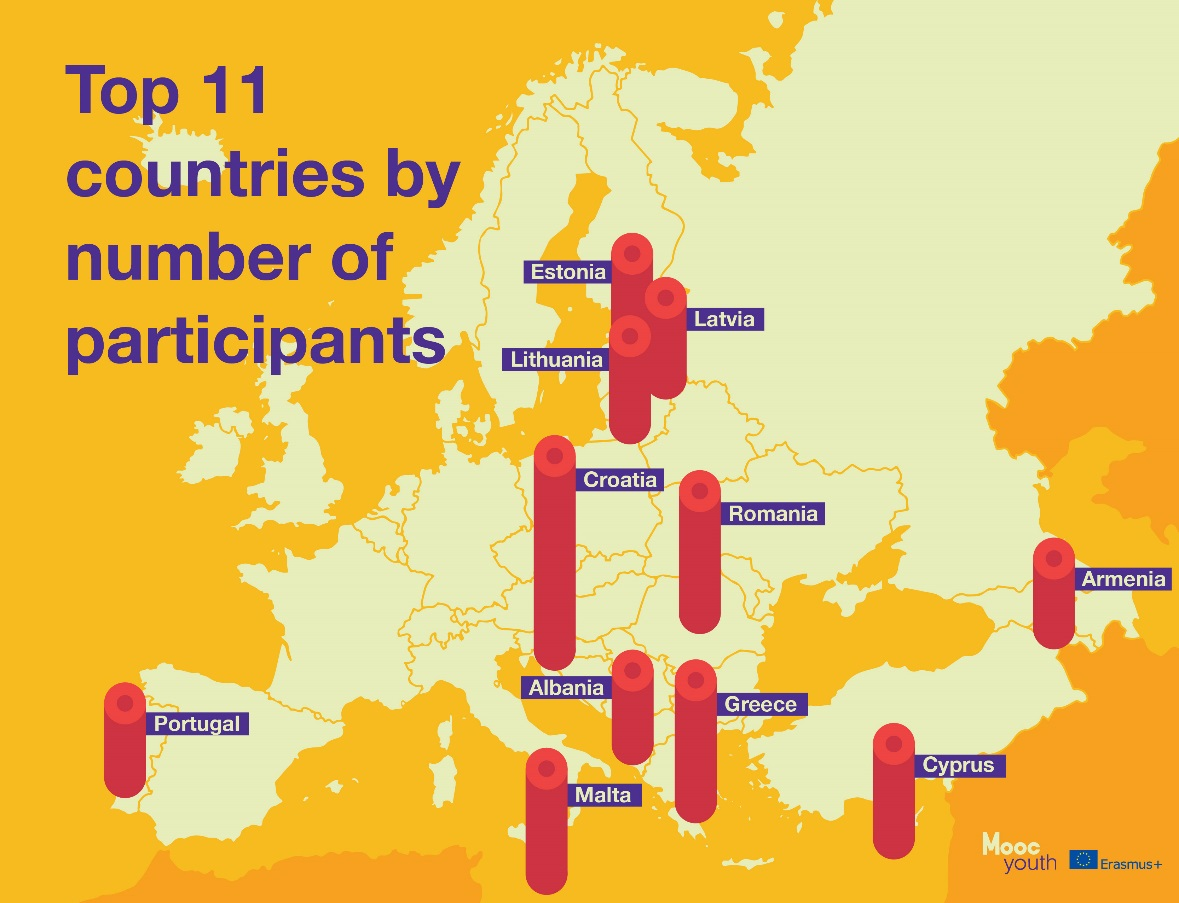 Top 11
countries by
number of
participants
Estonia
Latvia
Lithuania
Croatia
Romania
Armenia
Albania
Greece
Portugal
Cyprus
Malta
Mooc
youth
Erasmus+